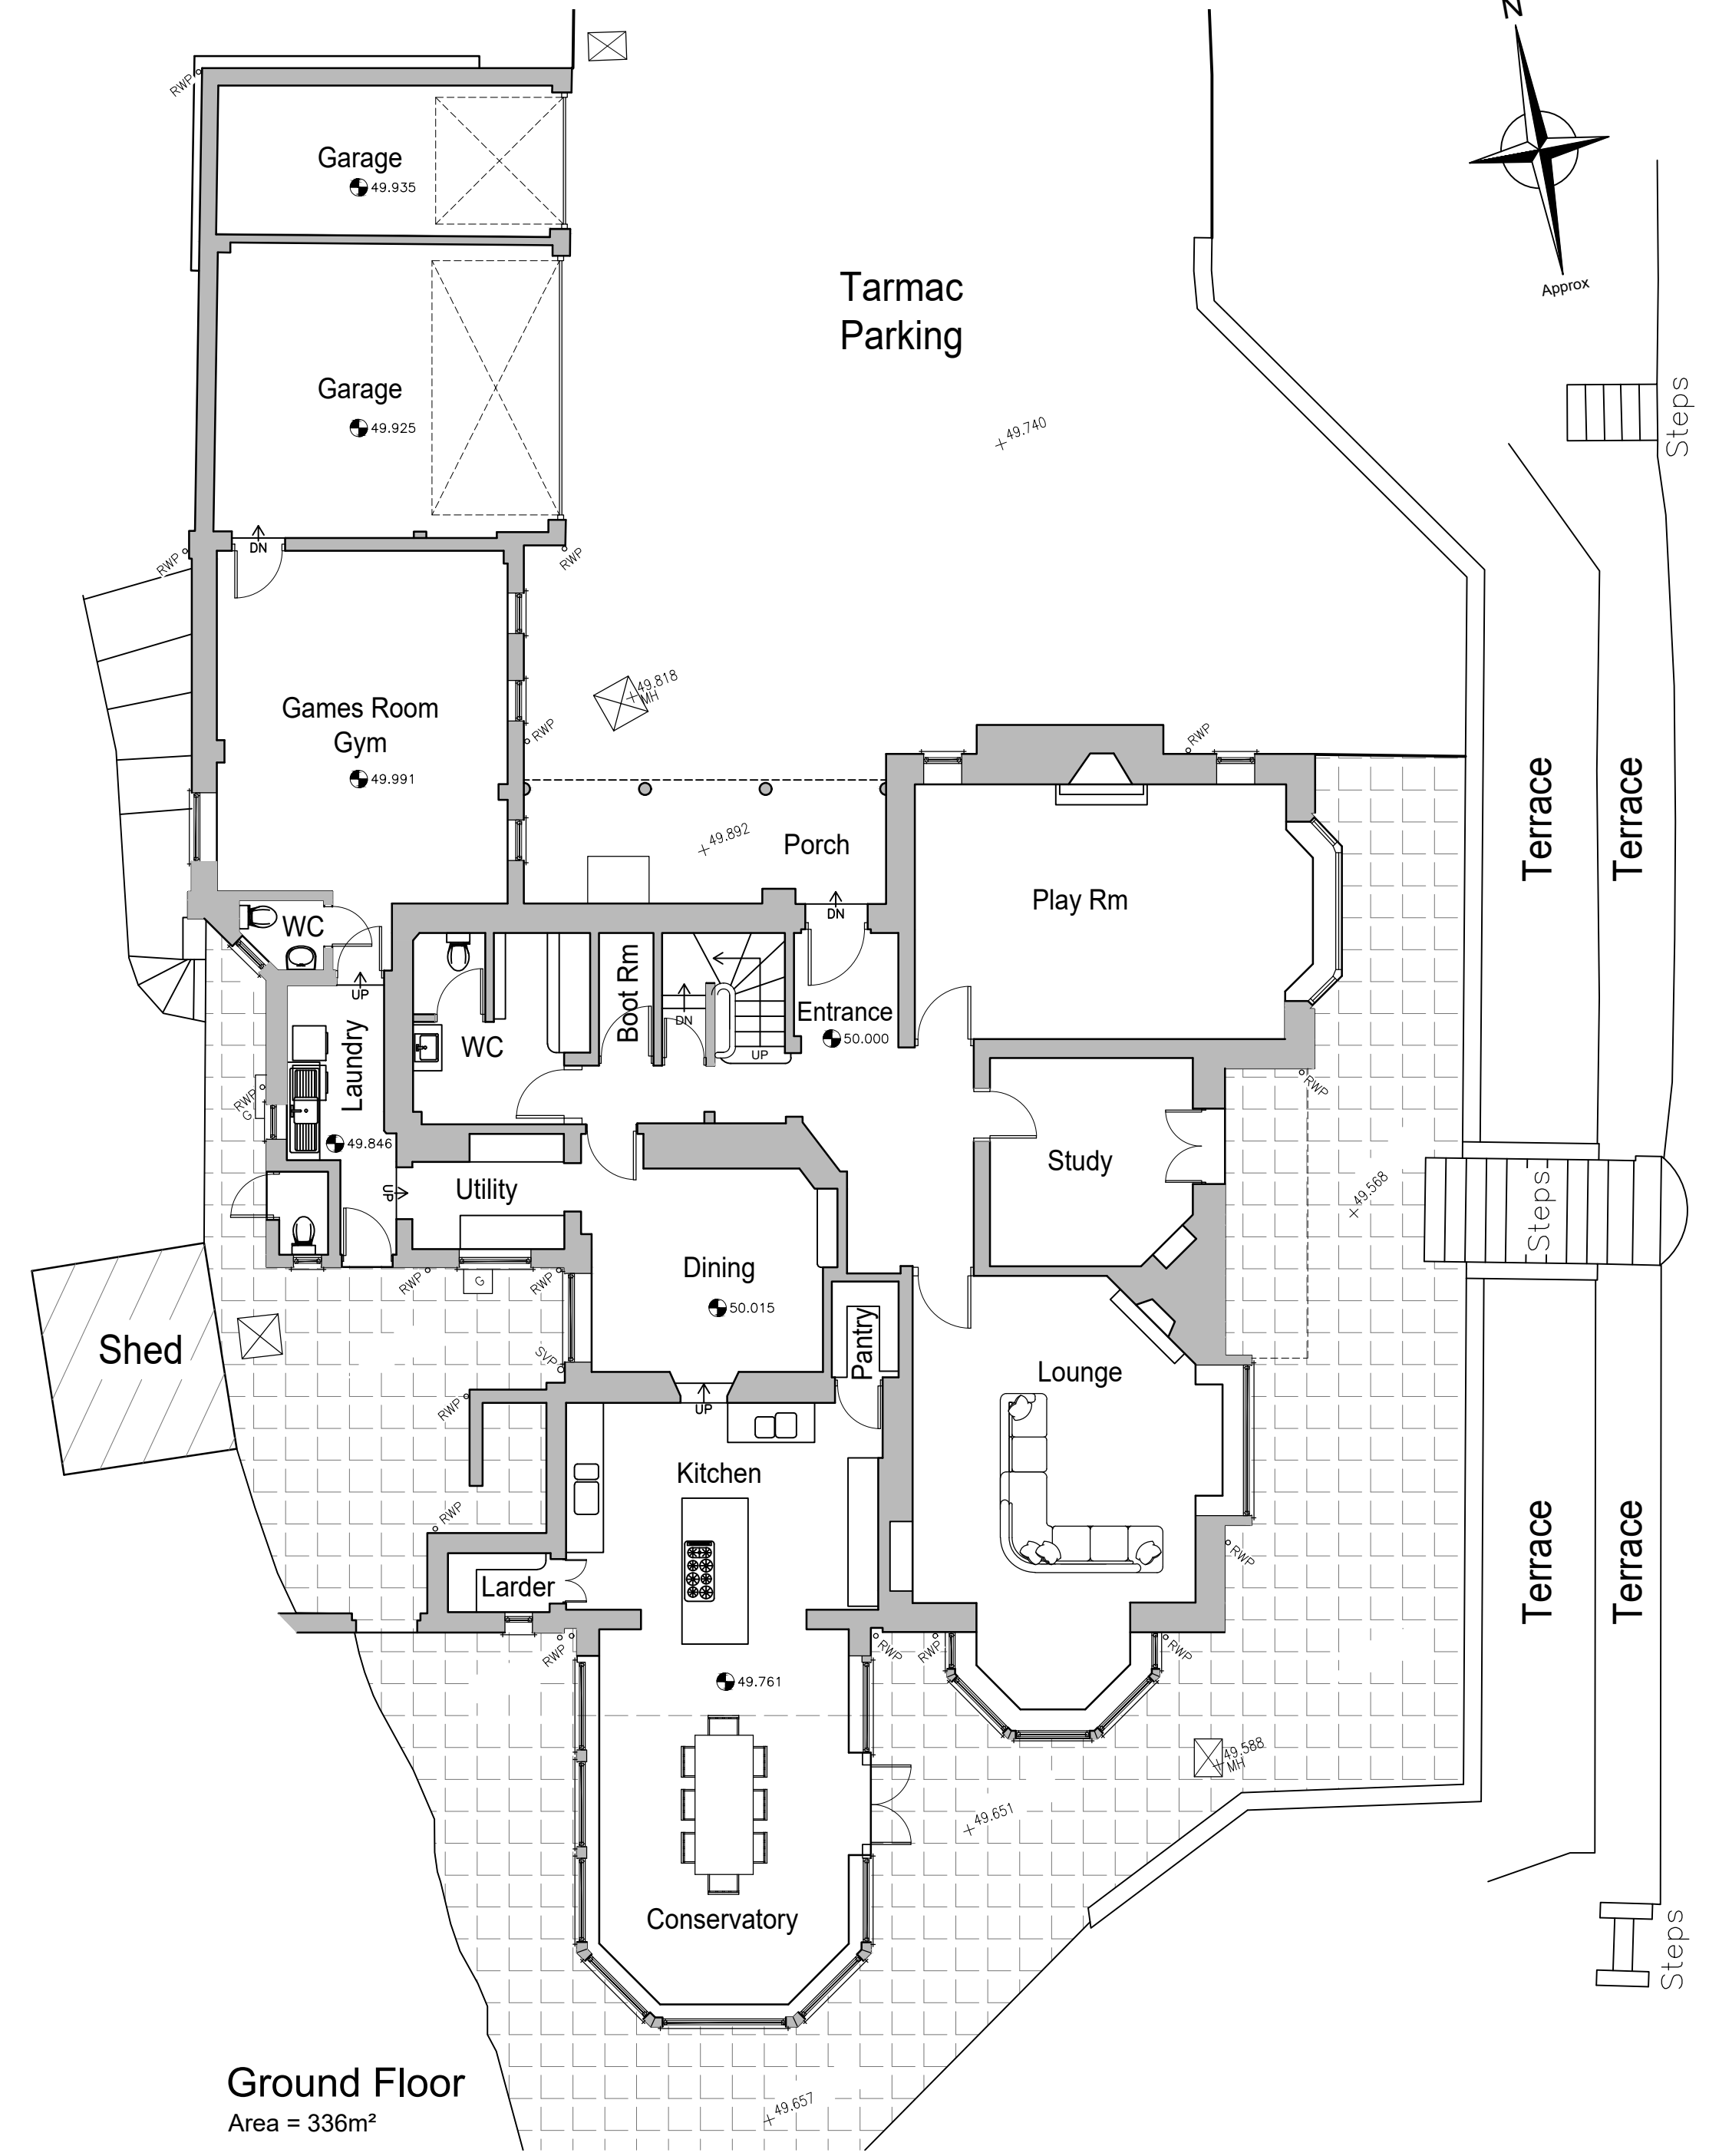 N
RWP
Garage
49.935
Approx
Tarmac
Parking
Garage
49.925
49.740
Steps
DN
RWP
RWP
49.818
MH
Games Room
Gym
49.991
RWP
RWP
49.892
Porch
Terrace
Terrace
Play Rm
DN
WC
UP
Boot Rm
DN
Entrance
50.000
WC
UP
Laundry
RWP
G
RWP
49.846
Study
UP
Utility
49.568
Steps
Dining
50.015
RWP
G
RWP
Shed
SVP
Pantry
Lounge
RWP
UP
Kitchen
RWP
RWP
Larder
Terrace
Terrace
RWP
RWP
RWP
RWP
49.761
49.588
MH
49.651
Conservatory
Steps
Ground Floor
Area = 336m²
49.657